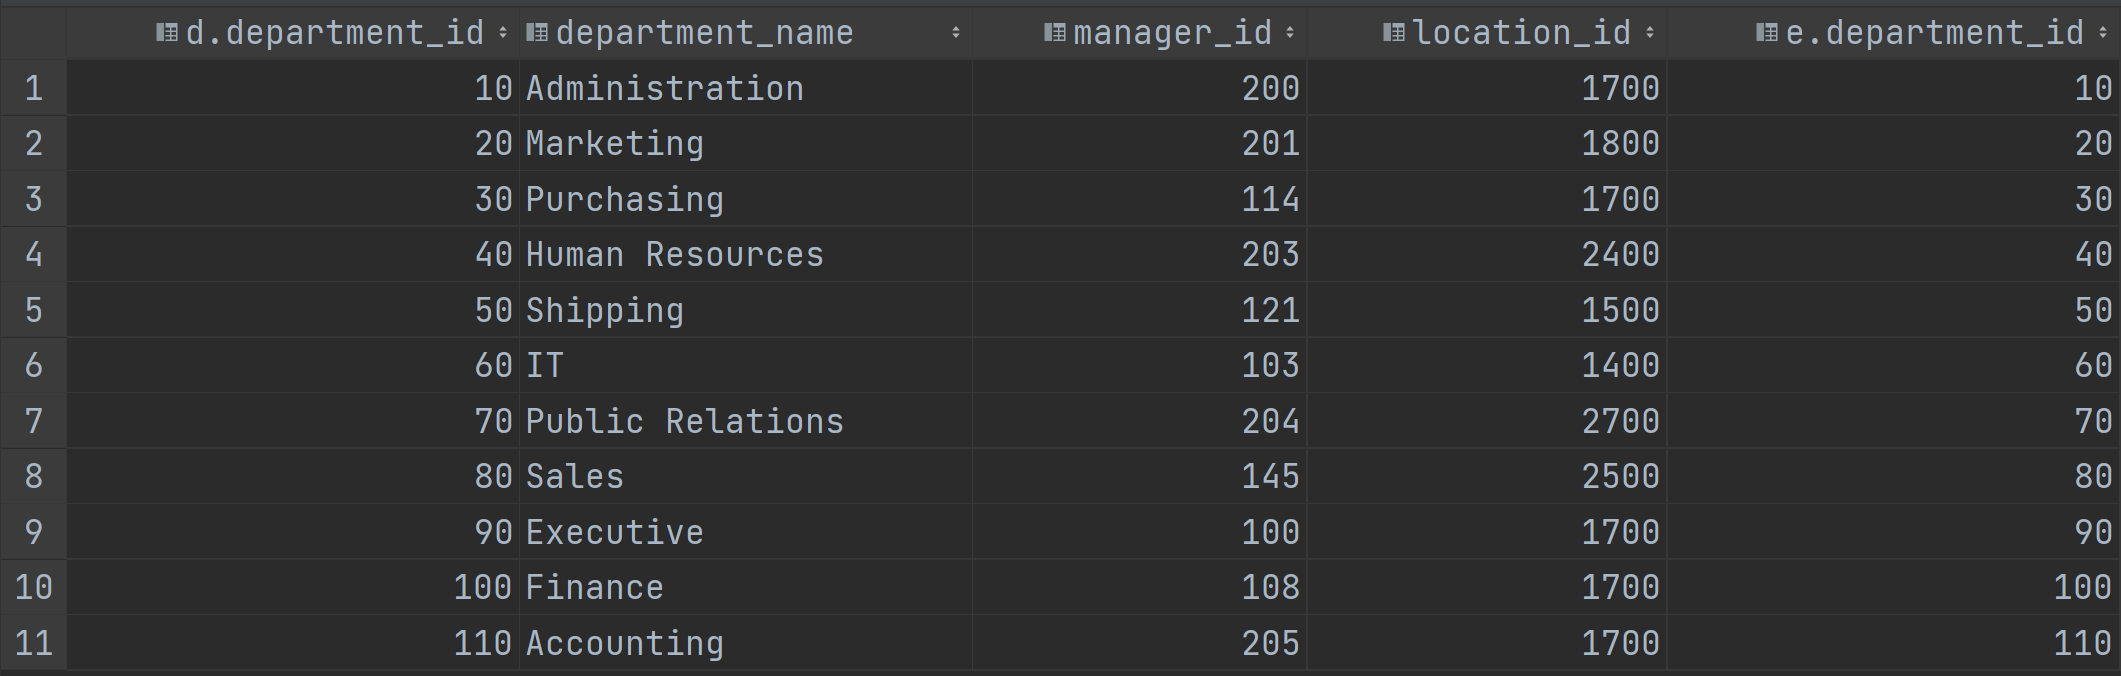 d.department_id department_name manager_id location_id e.department_id
1 10 Administration 200 1700 10
2 20 Marketing 201 1800 20
3 30 Purchasing 114 1700 30
4 40 Human Resources 203 2400 40
5 50 Shipping 121 1500 50
6 60 IT 103 1400 60
7 70 Public Relations 204 2700 70
8 80 Sales 145 2500 80
9 90 Executive 100 1700 90
10 100 Finance 108 1700 100
11 110 Accounting 205 1700 110